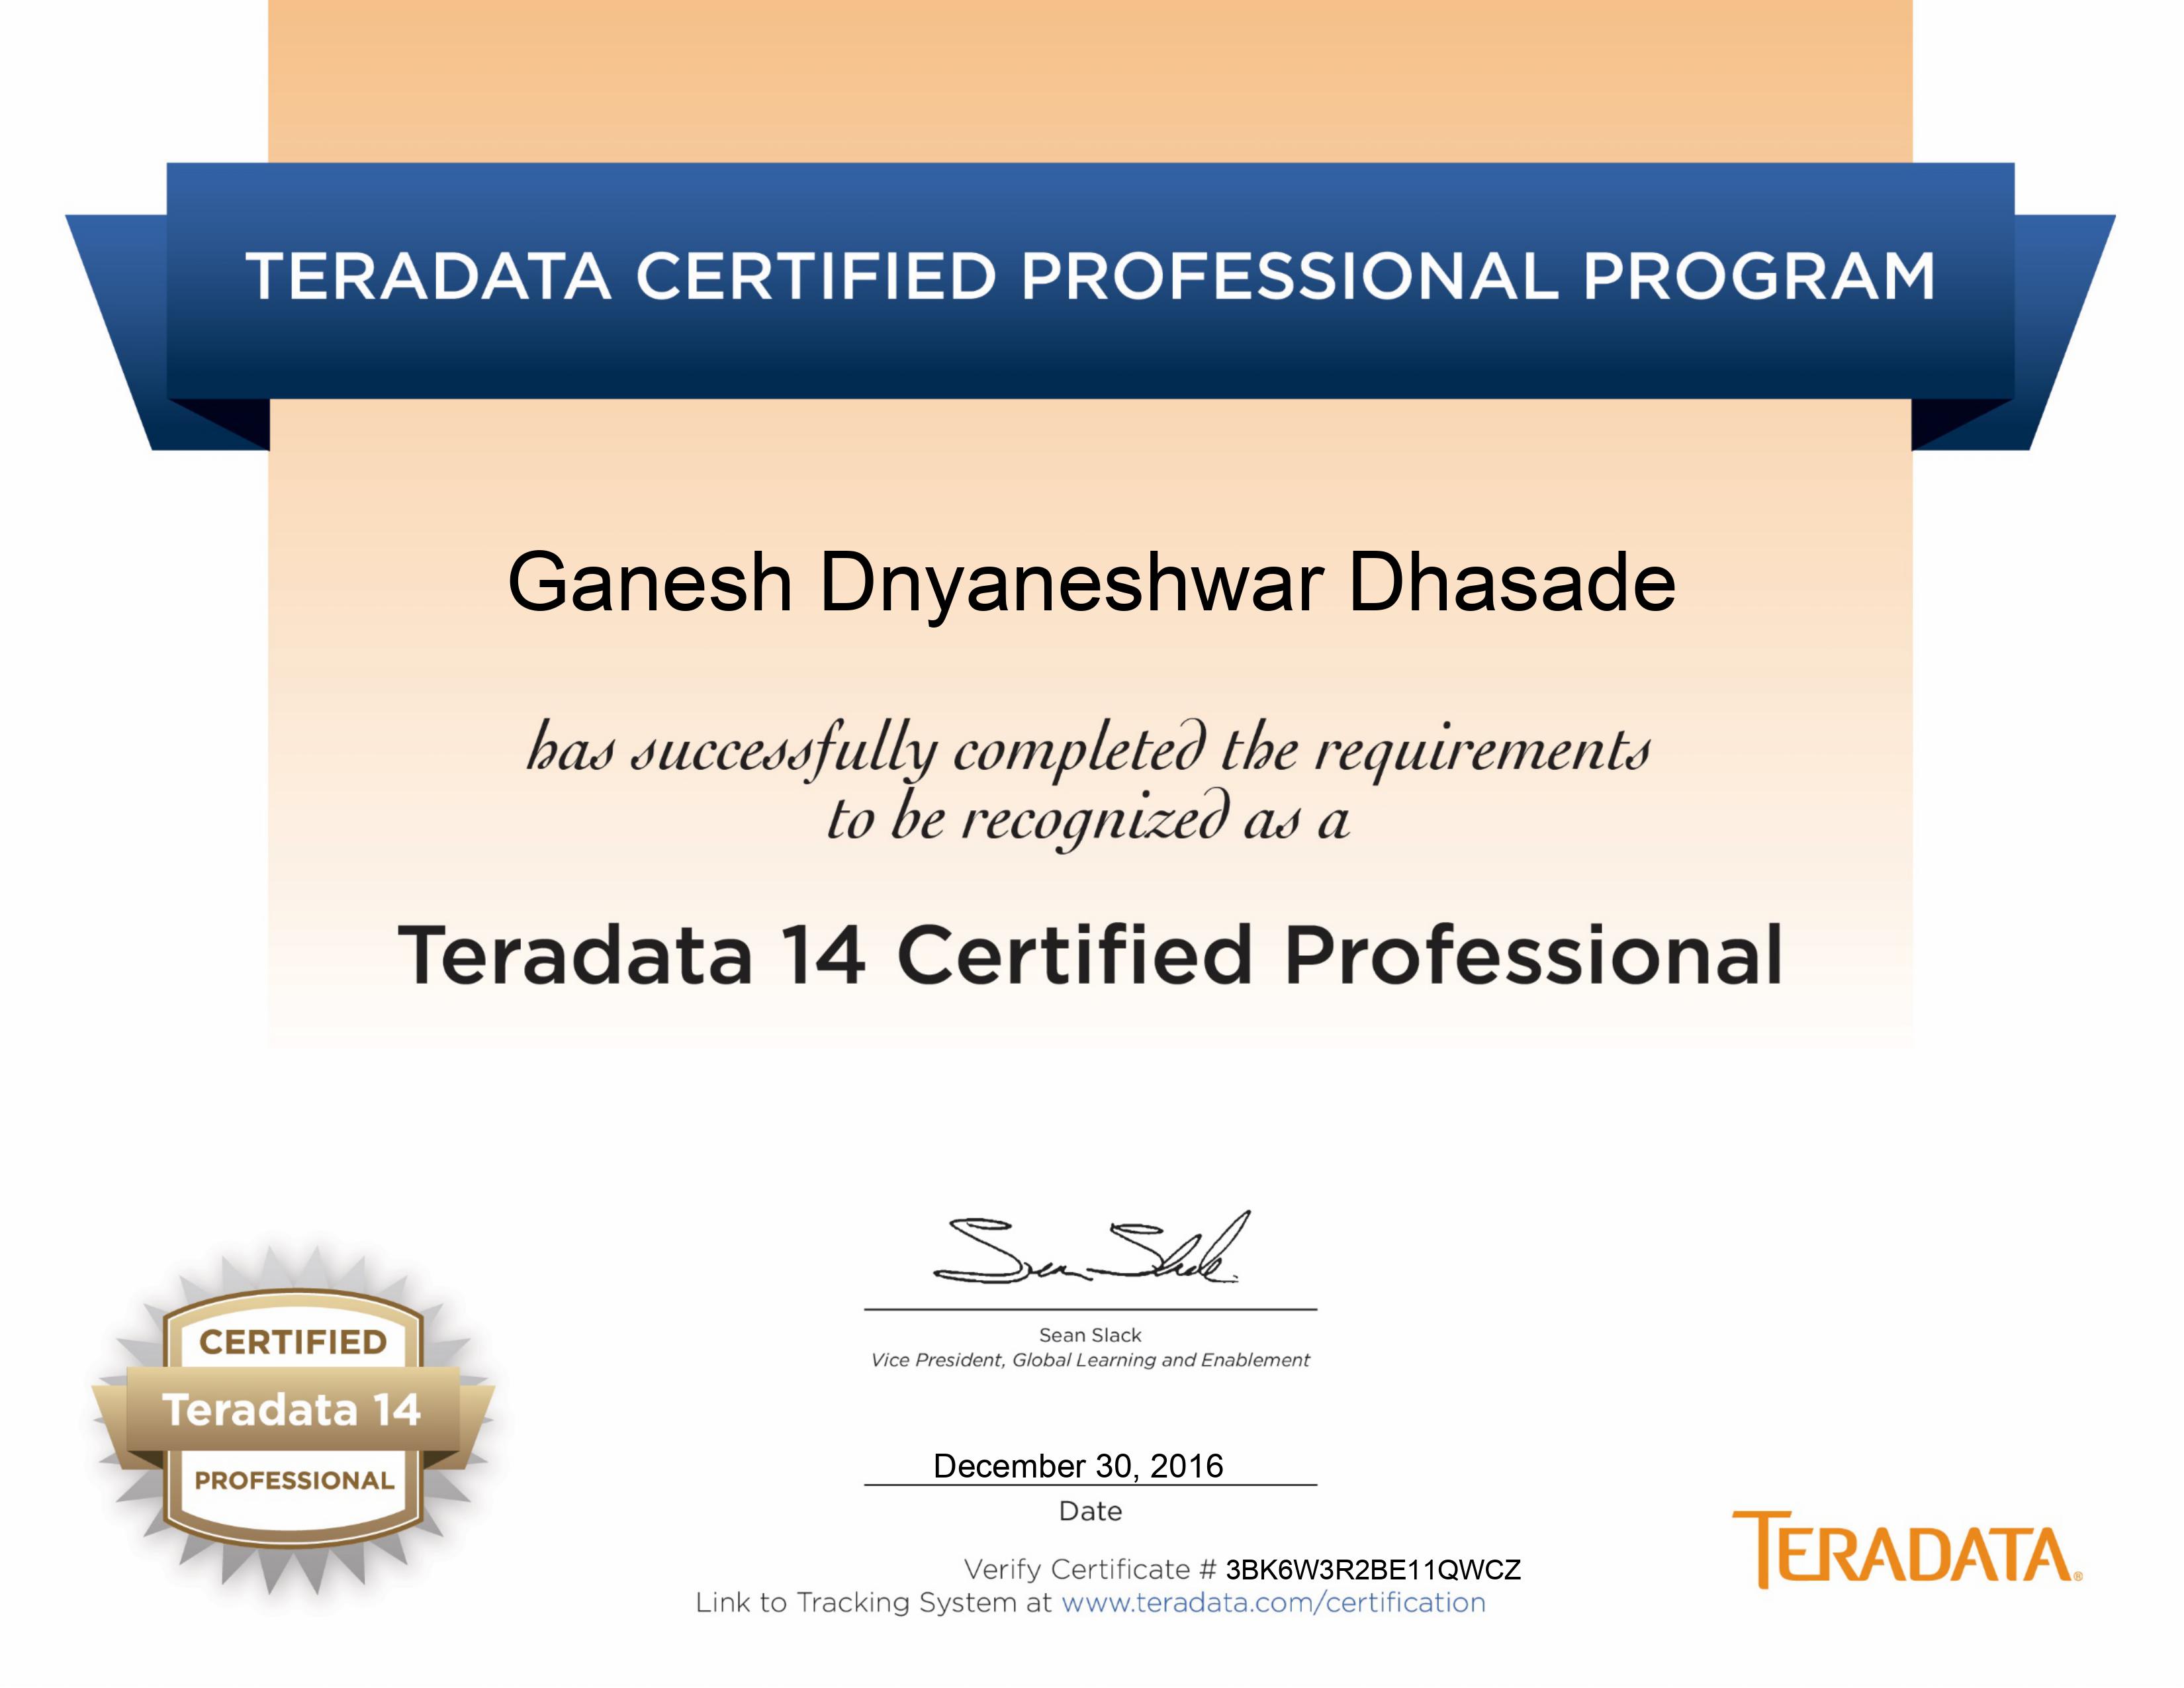 TERADATA CERTIFIED PROFESSIONAL PROGRAM
Ganesh Dnyaneshwar Dhasade
has successfully completed the requirements
to be recognized as a
Teradata 14 Certified Professional
Sean Slack
Sean Slack
Vice President, Global Learning and Enablement
CERTIFIED
Teradata 14
PROFESSIONAL
December 30, 2016
Date
Verify Certificate # 3BK6W3R2BE11QWCZ
Link to Tracking System at www.teradata.com/certification
TERADATA®